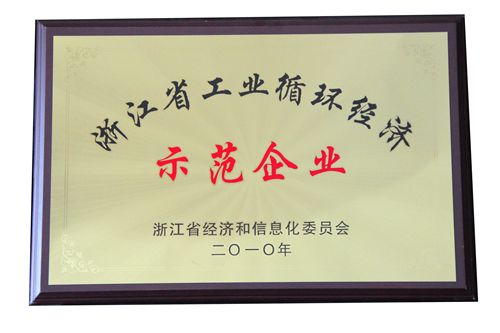 浙江省工业循环经济
示范企业
浙江省经济和信息化委员会
二〇一〇年